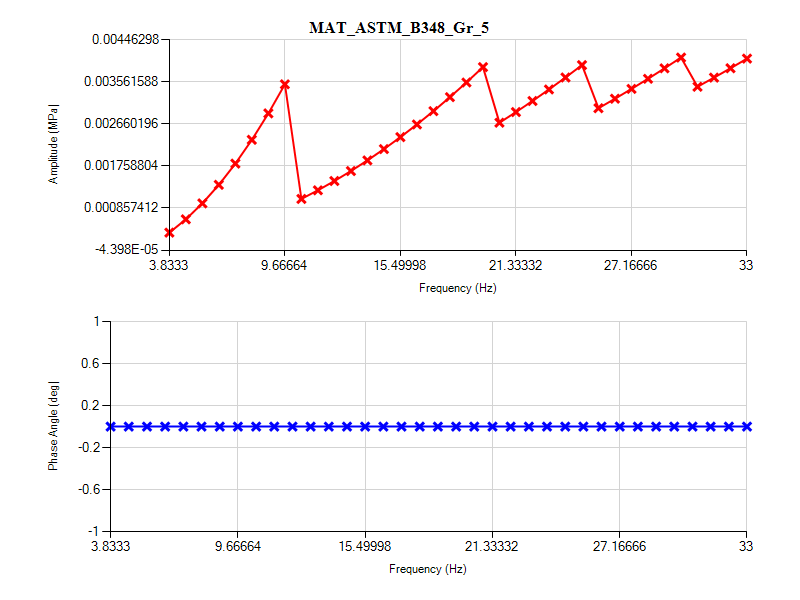 MAT_ASTM_B348_Gr_5
0.00446298
0.003561588
0.002660196
0.001758804
0.000857412
-4.398E-05
Amplitude [MPa]
3.8333 9.66664 15.49998 21.33332 27.16666 33
Frequency (Hz)
1
0.6
0.2
-0.2
-0.6
-1
Phase Angle [deg]
3.8333 9.66664 15.49998 21.33332 27.16666 33
Frequency (Hz)